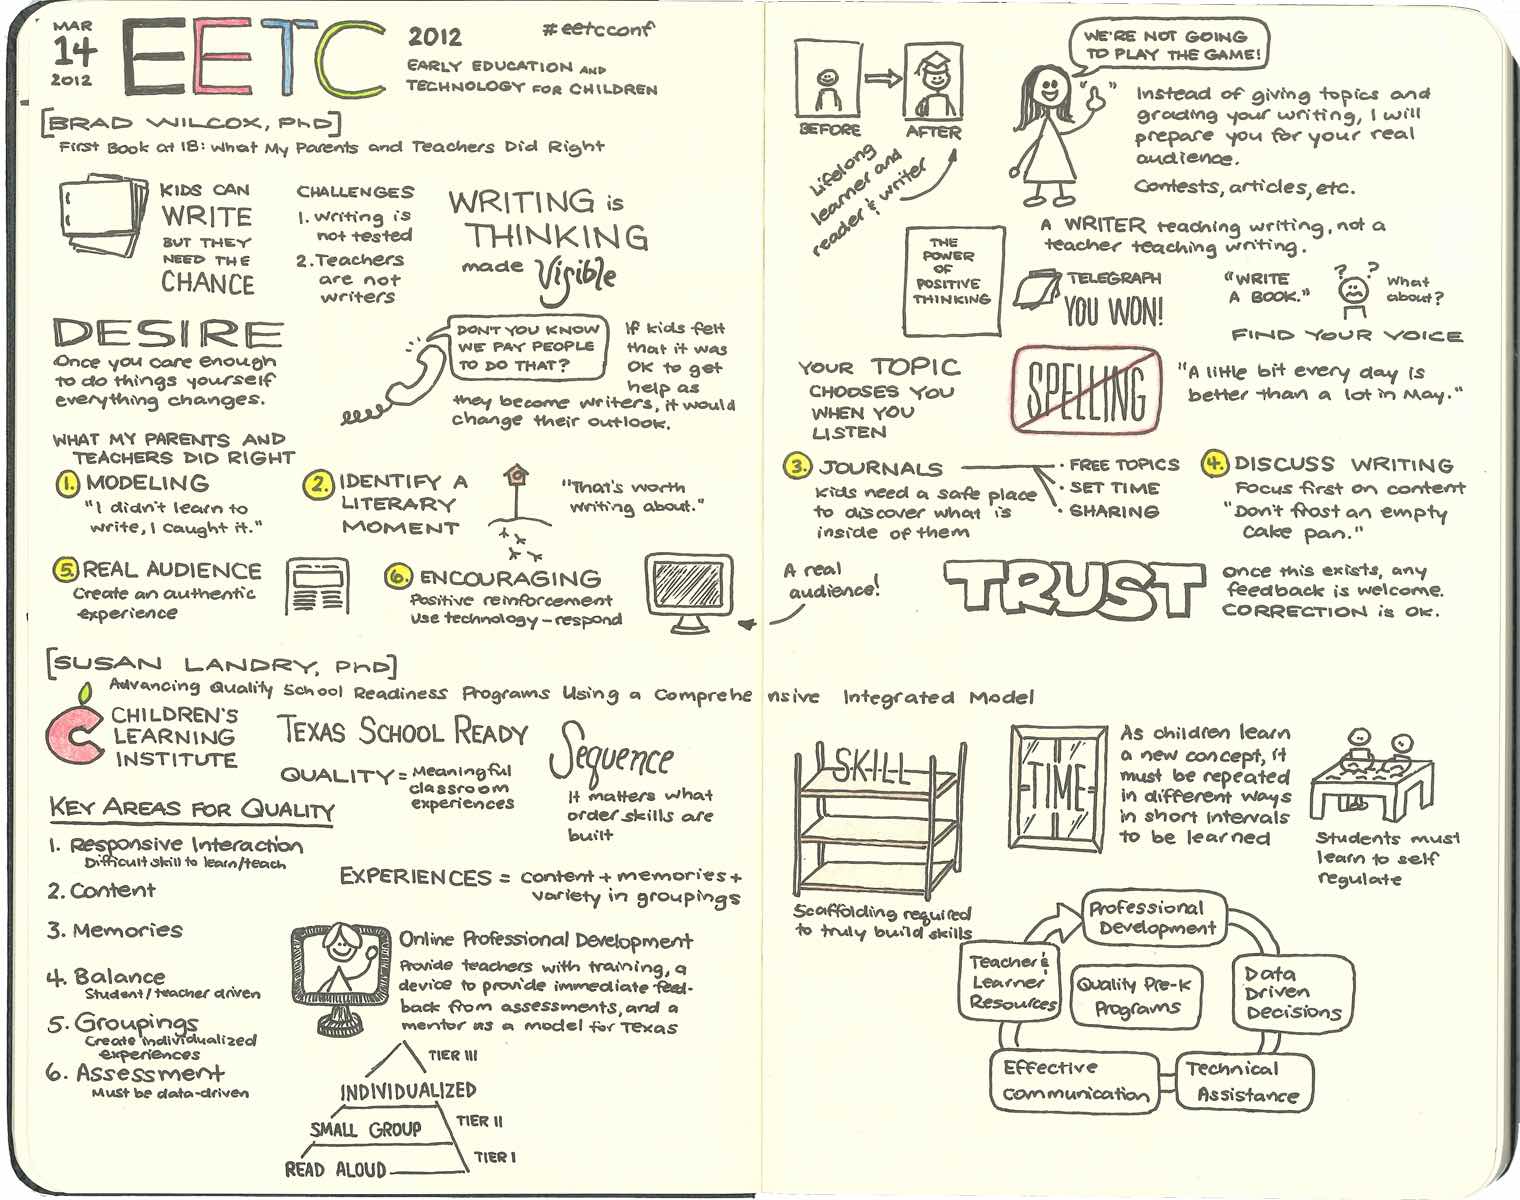 MAR
14
2012
EETC
2012
#eetcconf
EARLY EDUCATION AND
TECHNOLOGY FOR CHILDREN
[BRAD WILCOX, PhD]
First Book at 18: What My Parents and Teachers Did Right
KIDS CAN
WRITE
BUT THEY
NEED THE
CHANCE
CHALLENGES
1. Writing is
not tested
2. Teachers
are not
writers
WRITING is
THINKING
made Visible
DESIRE
Once you care enough
to do things yourself
everything changes.
DON'T YOU KNOW
WE PAY PEOPLE
TO DO THAT?
If kids felt
that it was
OK to get
help as
they become writers, it would
change their outlook.
WHAT MY PARENTS AND
TEACHERS DID RIGHT
1. MODELING
"I didn't learn to
write, I caught it."
2. IDENTIFY A
LITERARY
MOMENT
"That's worth
writing about."
5. REAL AUDIENCE
Create an authentic
experience
6. ENCOURAGING
Positive reinforcement
Use technology - respond
BEFORE
AFTER
Lifelong
learner and
reader & writer
WE'RE NOT GOING
TO PLAY THE GAME!
" "
Instead of giving topics and
grading your writing, I will
prepare you for your real
audience.
Contests, articles, etc.
A WRITER teaching writing, not a
teacher teaching writing.
THE
POWER
OF
POSITIVE
THINKING
TELEGRAPH
YOU WON!
"WRITE
A BOOK."
? ?
What
about?
FIND YOUR VOICE
YOUR TOPIC
CHOOSES YOU
WHEN YOU
LISTEN
SPELLING
"A little bit every day is
better than a lot in May."
3. JOURNALS
Kids need a safe place
to discover what is
inside of them
· FREE TOPICS
· SET TIME
· SHARING
4. DISCUSS WRITING
Focus first on content
"Don't frost an empty
cake pan."
A real
audience!
TRUST
Once this exists, any
feedback is welcome.
CORRECTION is OK.
[SUSAN LANDRY, PhD]
Advancing Quality School Readiness Programs Using a Comprehensive Integrated Model
CHILDREN'S
LEARNING
INSTITUTE
TEXAS SCHOOL READY
QUALITY = Meaningful
classroom
experiences
Sequence
It matters what
order skills are
built
KEY AREAS FOR QUALITY
1. Responsive Interaction
Difficult skill to learn/teach
2. Content
3. Memories
4. Balance
Student/teacher driven
5. Groupings
Create individualized
experiences
6. Assessment
Must be data-driven
EXPERIENCES = content + memories +
variety in groupings
Online Professional Development
Provide teachers with training, a
device to provide immediate feed-
back from assessments, and a
mentor as a model for Texas
TIER III
INDIVIDUALIZED
TIER II
SMALL GROUP
TIER I
READ ALOUD
SKILL
Scaffolding required
to truly build skills
TIME
As children learn
a new concept, it
must be repeated
in different ways
in short intervals
to be learned
Students must
learn to self
regulate
Professional
Development
Teacher &
Learner
Resources
Quality Pre-K
Programs
Data
Driven
Decisions
Effective
Communication
Technical
Assistance